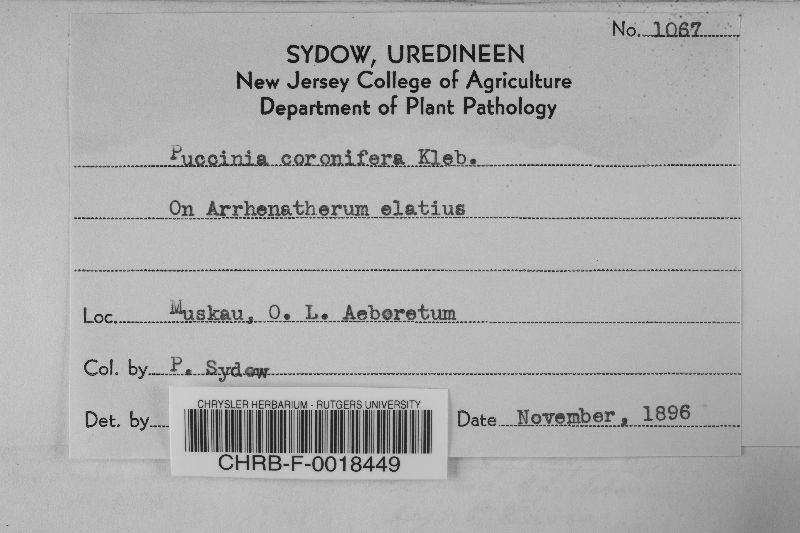 No. 1067
SYDOW, UREDINEEN
New Jersey College of Agriculture
Department of Plant Pathology
Puccinia coronifera Kleb.
On Arrhenatherum elatius
Loc. Muskau, O. L. Aeboretum
Col. by P. Sydow
Det. by
Date November, 1896
CHRYSLER HERBARIUM - RUTGERS UNIVERSITY
CHRB-F-0018449